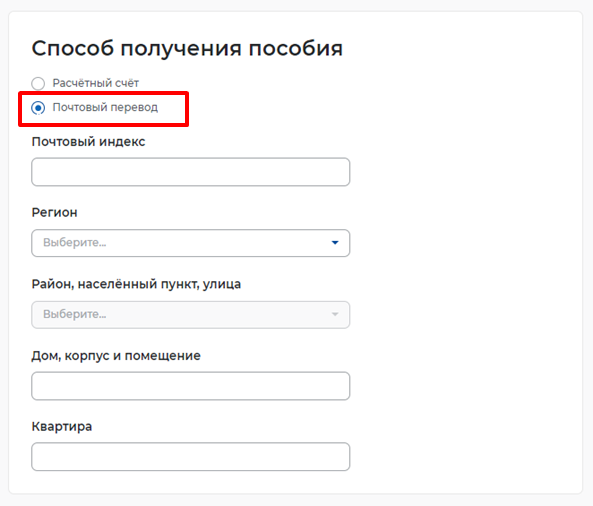 Способ получения пособия
Расчётный счёт
Почтовый перевод
Почтовый индекс
Регион
Выберите...
Район, населённый пункт, улица
Выберите...
Дом, корпус и помещение
Квартира